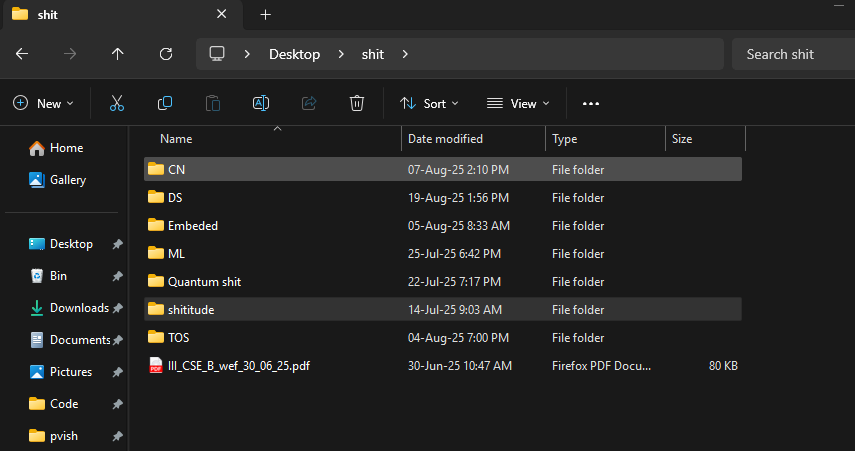 shit
Desktop > shit >
Search shit
New
Sort
View
Name Date modified Type Size
Home
Gallery
Desktop
Bin
Downloads
Documents
Pictures
Code
pvish
CN 07-Aug-25 2:10 PM File folder
DS 19-Aug-25 1:56 PM File folder
Embeded 05-Aug-25 8:33 AM File folder
ML 25-Jul-25 6:42 PM File folder
Quantum shit 22-Jul-25 7:17 PM File folder
shititude 14-Jul-25 9:03 AM File folder
TOS 04-Aug-25 7:00 PM File folder
PDF III_CSE_B_wef_30_06_25.pdf 30-Jun-25 10:47 AM Firefox PDF Docu... 80 KB